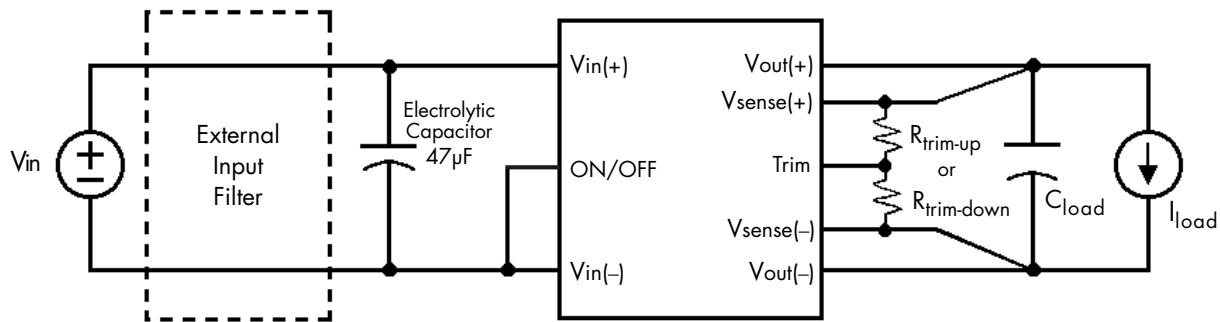 Vin
External
Input
Filter
Electrolytic
Capacitor
47µF
Vin(+)
ON/OFF
Vin(–)
Vout(+)
Vsense(+)
Trim
Vsense(–)
Vout(–)
Rtrim-up
or
Rtrim-down
Cload
Iload